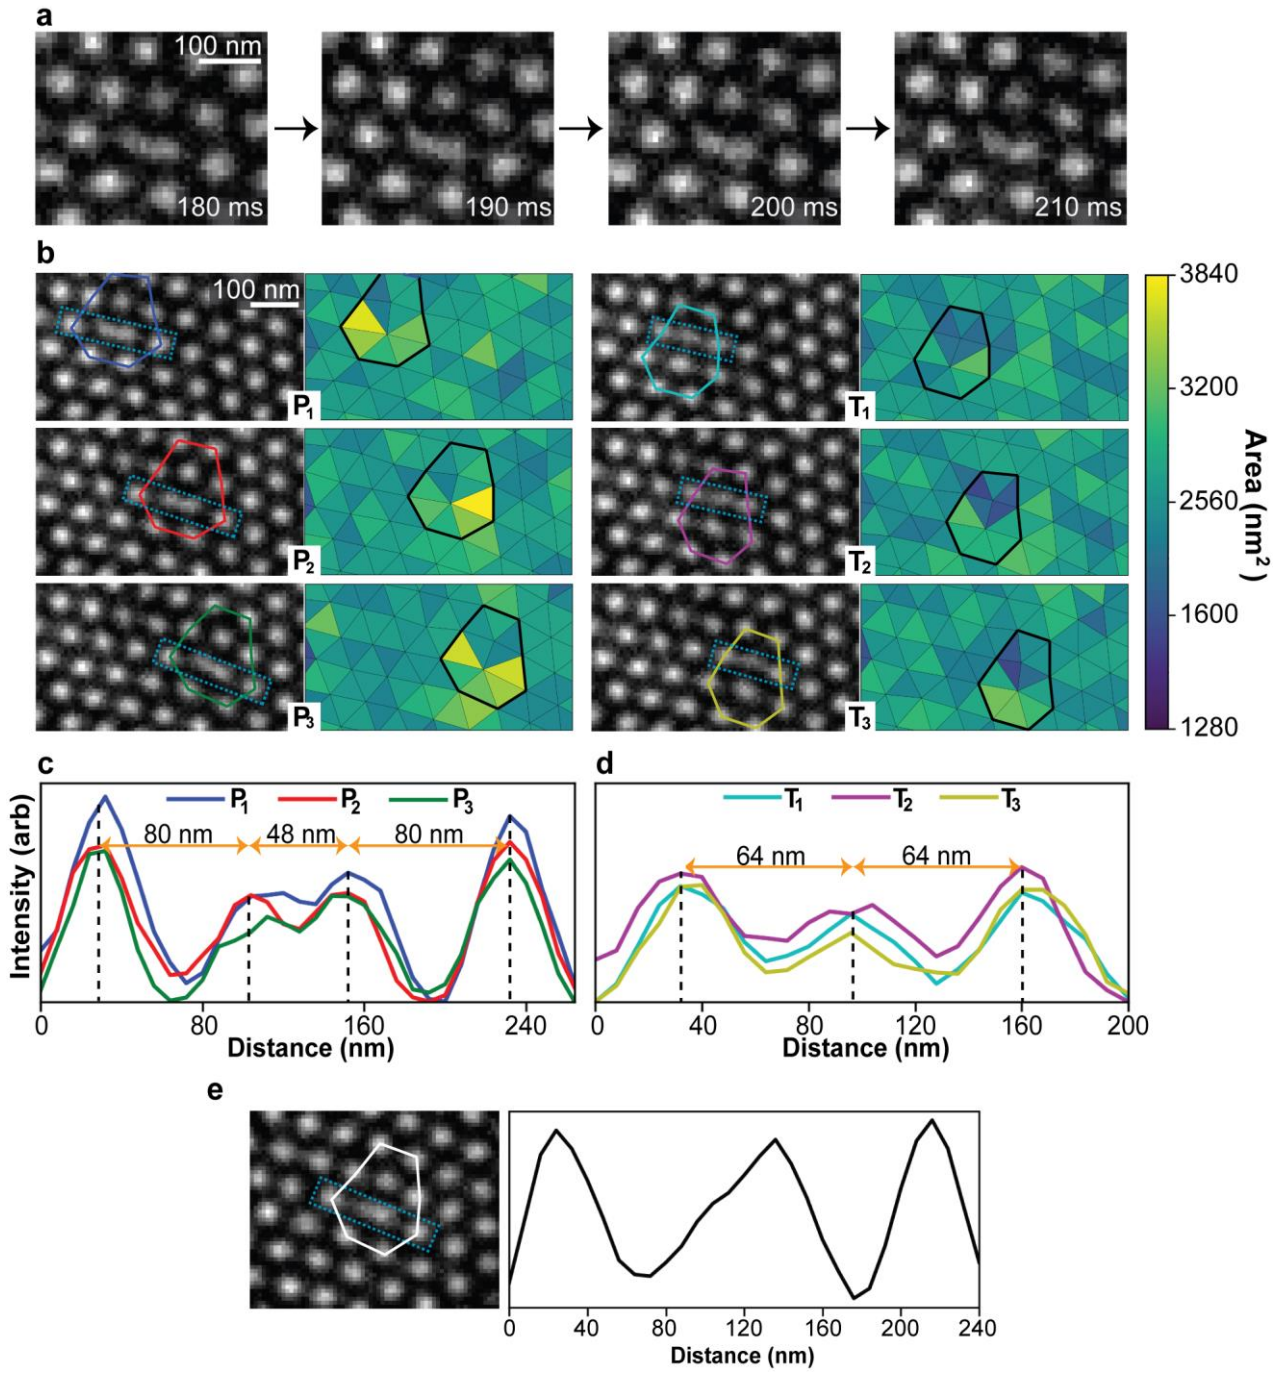 a
100 nm
180 ms
190 ms
200 ms
210 ms
b
100 nm
P1
T1
P2
T2
P3
T3
3840
3200
2560
1600
1280
Area (nm²)
c
P1 P2 P3
80 nm 48 nm 80 nm
Intensity (arb)
0 80 160 240
Distance (nm)
d
T1 T2 T3
64 nm 64 nm
0 40 80 120 160 200
Distance (nm)
e
0 40 80 120 160 200 240
Distance (nm)